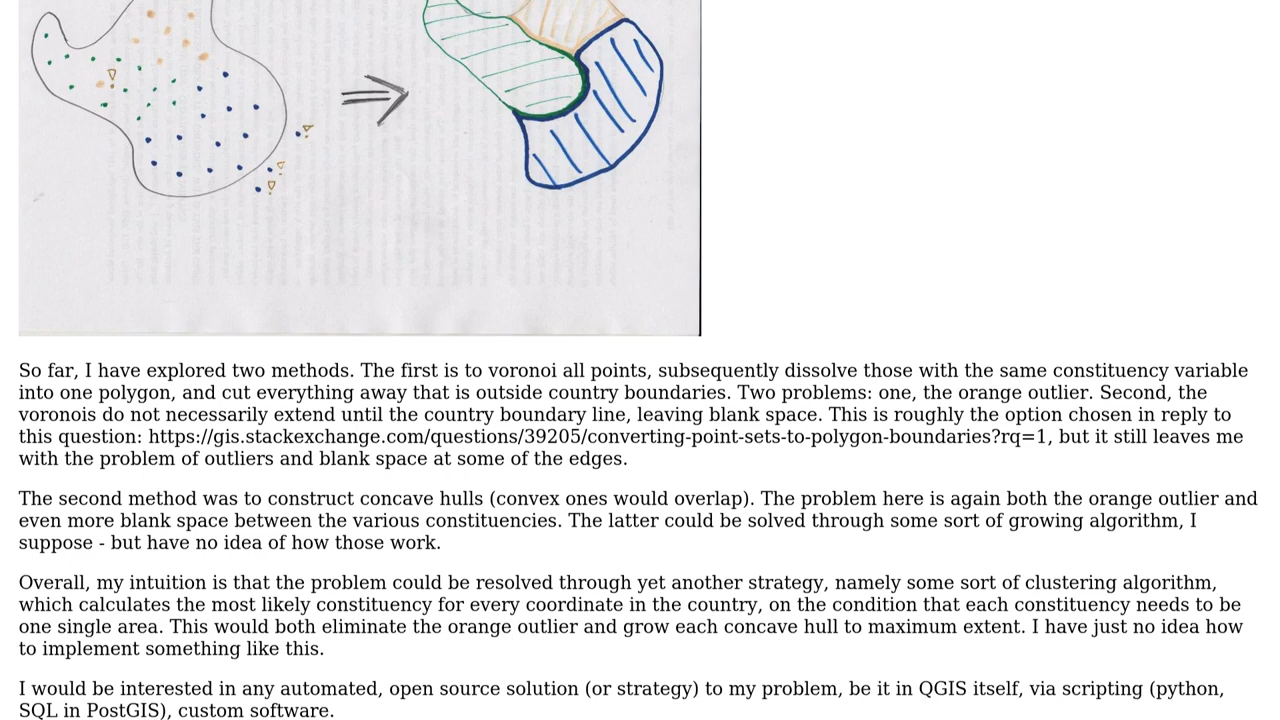 So far, I have explored two methods. The first is to voronoi all points, subsequently dissolve those with the same constituency variable
into one polygon, and cut everything away that is outside country boundaries. Two problems: one, the orange outlier. Second, the
voronois do not necessarily extend until the country boundary line, leaving blank space. This is roughly the option chosen in reply to
this question: https://gis.stackexchange.com/questions/39205/converting-point-sets-to-polygon-boundaries?rq=1, but it still leaves me
with the problem of outliers and blank space at some of the edges.
The second method was to construct concave hulls (convex ones would overlap). The problem here is again both the orange outlier and
even more blank space between the various constituencies. The latter could be solved through some sort of growing algorithm, I
suppose - but have no idea of how those work.
Overall, my intuition is that the problem could be resolved through yet another strategy, namely some sort of clustering algorithm,
which calculates the most likely constituency for every coordinate in the country, on the condition that each constituency needs to be
one single area. This would both eliminate the orange outlier and grow each concave hull to maximum extent. I have just no idea how
to implement something like this.
I would be interested in any automated, open source solution (or strategy) to my problem, be it in QGIS itself, via scripting (python,
SQL in PostGIS), custom software.